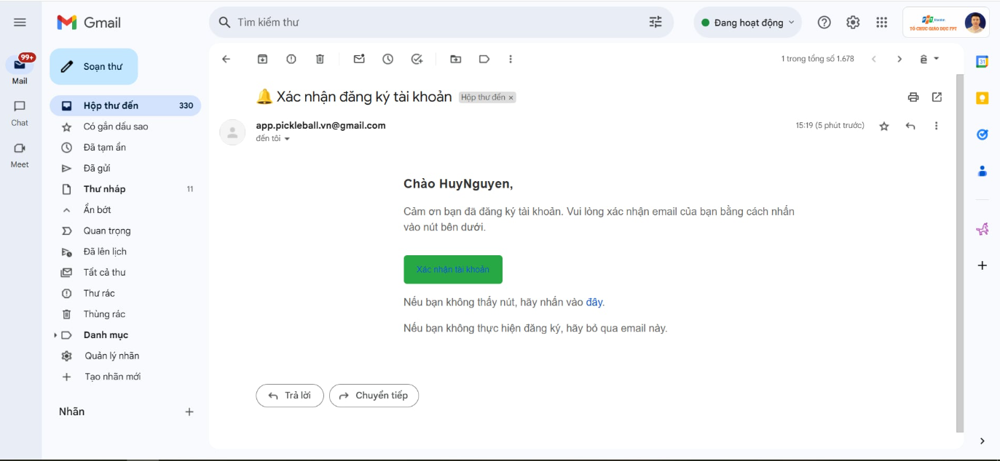 Gmail
Tìm kiếm thư
Đang hoạt động
FPT Education
TỔ CHỨC GIÁO DỤC FPT
99+
Mail
Chat
Meet
Soạn thư
Hộp thư đến 330
Có gắn dấu sao
Đã tạm ẩn
Đã gửi
Thư nháp 11
Ẩn bớt
Quan trọng
Đã lên lịch
Tất cả thư
Thư rác
Thùng rác
Danh mục
Quản lý nhãn
Tạo nhãn mới
Nhãn
1 trong tổng số 1.678
ê
31
🔔 Xác nhận đăng ký tài khoản Hộp thư đến x
app.pickleball.vn@gmail.com
15:19 (5 phút trước)
đến tôi
Chào HuyNguyen,
Cảm ơn bạn đã đăng ký tài khoản. Vui lòng xác nhận email của bạn bằng cách nhấn
vào nút bên dưới.
Xác nhận tài khoản
Nếu bạn không thấy nút, hãy nhấn vào đây.
Nếu bạn không thực hiện đăng ký, hãy bỏ qua email này.
Trả lời
Chuyển tiếp